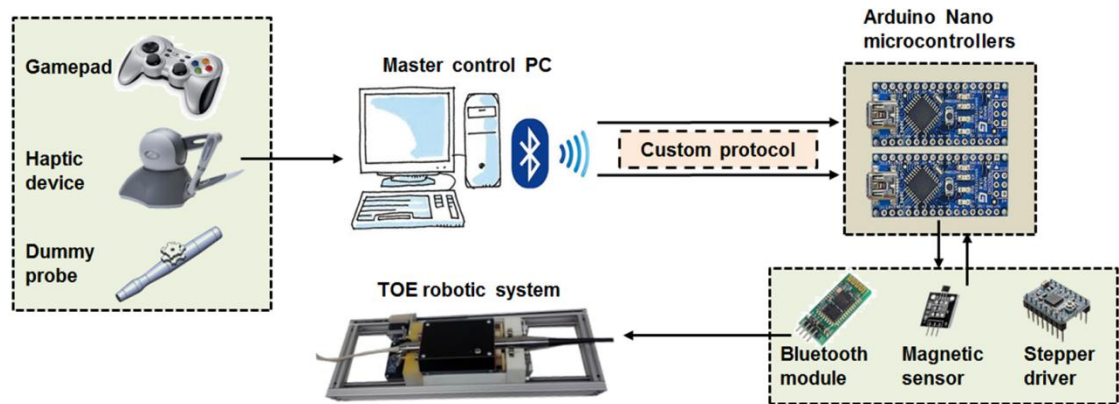 Gamepad
Haptic
device
Dummy
probe
Master control PC
Custom protocol
Arduino Nano
microcontrollers
TOE robotic system
Bluetooth
module
Magnetic
sensor
Stepper
driver